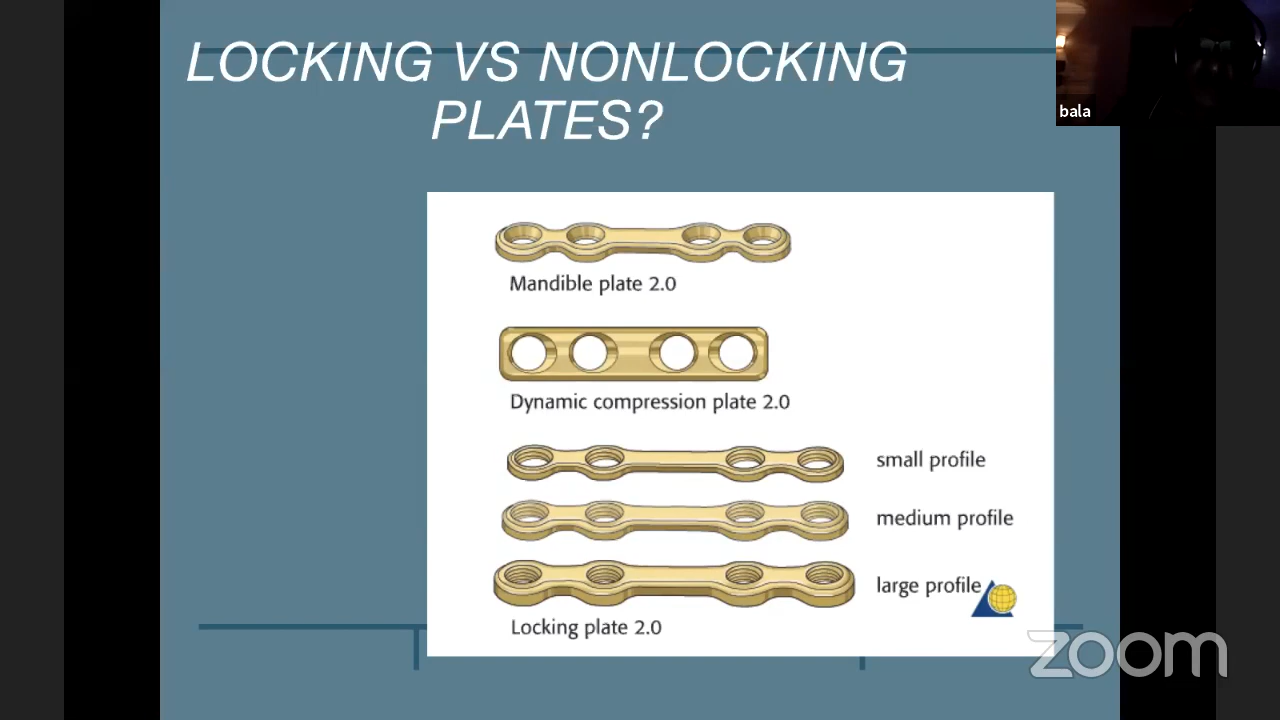 LOCKING VS NONLOCKING
PLATES?
bala
Mandible plate 2.0
Dynamic compression plate 2.0
small profile
medium profile
large profile
Locking plate 2.0
zoom